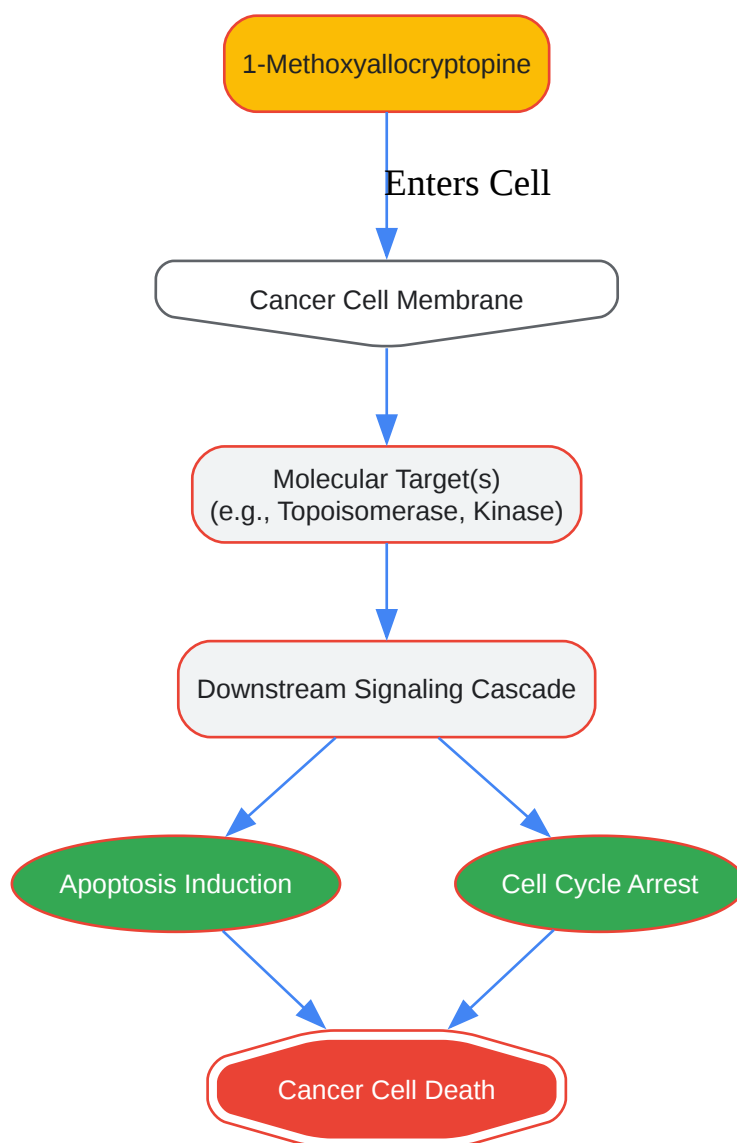 1-Methoxyallocryptopine
Enters Cell
Cancer Cell Membrane
Molecular Target(s)
(e.g., Topoisomerase, Kinase)
Downstream Signaling Cascade
Apoptosis Induction
Cell Cycle Arrest
Cancer Cell Death